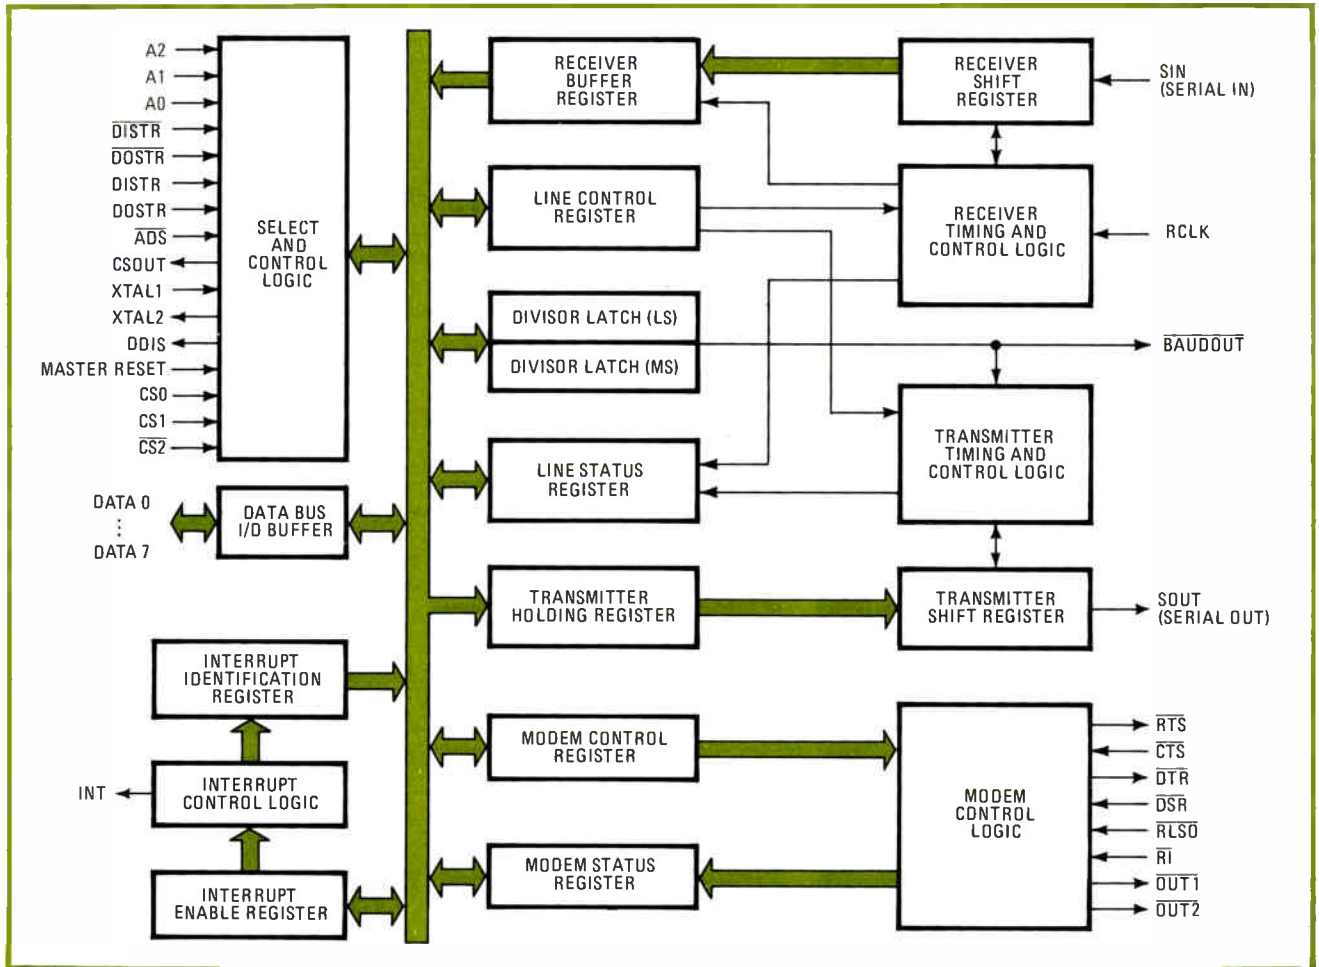 A2
A1
A0
DISTR
DOSTR
DISTR
DOSTR
ADS
CSOUT
XTAL1
XTAL2
DDIS
MASTER RESET
CS0
CS1
CS2
SELECT
AND
CONTROL
LOGIC
DATA 0
DATA 7
DATA BUS
I/D BUFFER
INTERRUPT
IDENTIFICATION
REGISTER
INT
INTERRUPT
CONTROL LOGIC
INTERRUPT
ENABLE REGISTER
RECEIVER
BUFFER
REGISTER
LINE CONTROL
REGISTER
DIVISOR LATCH (LS)
DIVISOR LATCH (MS)
LINE STATUS
REGISTER
TRANSMITTER
HOLDING REGISTER
MODEM CONTROL
REGISTER
MODEM STATUS
REGISTER
RECEIVER
SHIFT
REGISTER
RECEIVER
TIMING AND
CONTROL LOGIC
TRANSMITTER
TIMING AND
CONTROL LOGIC
TRANSMITTER
SHIFT REGISTER
MODEM
CONTROL
LOGIC
SIN
(SERIAL IN)
RCLK
BAUDOUT
SOUT
(SERIAL OUT)
RTS
CTS
DTR
DSR
RLSD
RI
OUT1
OUT2